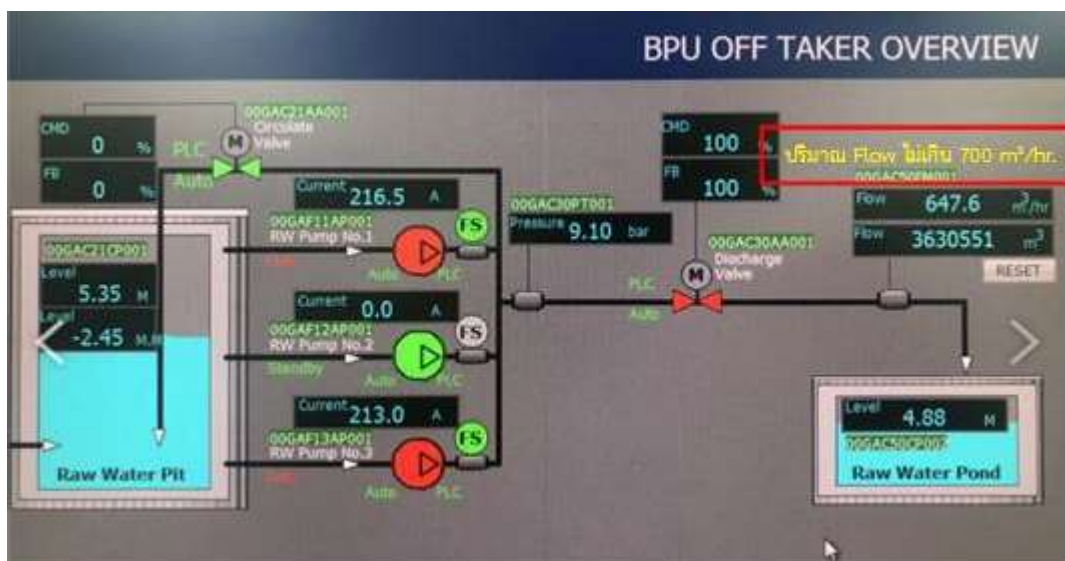 BPU OFF TAKER OVERVIEW
00GAC21AA001
Circulate
Valve
CMD
0 %
FB
0 %
PLC
M
Auto
CMD
100
FB
100 %
ปริมาณ Flow ไม่เกิน 700 m³/hr.
Flow 647.6 m³/hr
Flow 3630551 m³
RESET
00GAC21CP001
Level
5.35 M
Level
-2.45
Raw Water Pit
Current
216.5 A
00GAF11AP001
RW Pump No.1
FS
Auto PLC
Current
0.0 A
00GAF12AP001
RW Pump No.2
Standby
FS
Auto PLC
Current
213.0 A
00GAF13AP001
RW Pump No.3
FS
Auto PLC
00GAC30PT001
Pressure 9.10 bar
00GAC30AA001
Discharge
Valve
PLC
M
Auto
Level
4.88 M
00GAC50CP002
Raw Water Pond